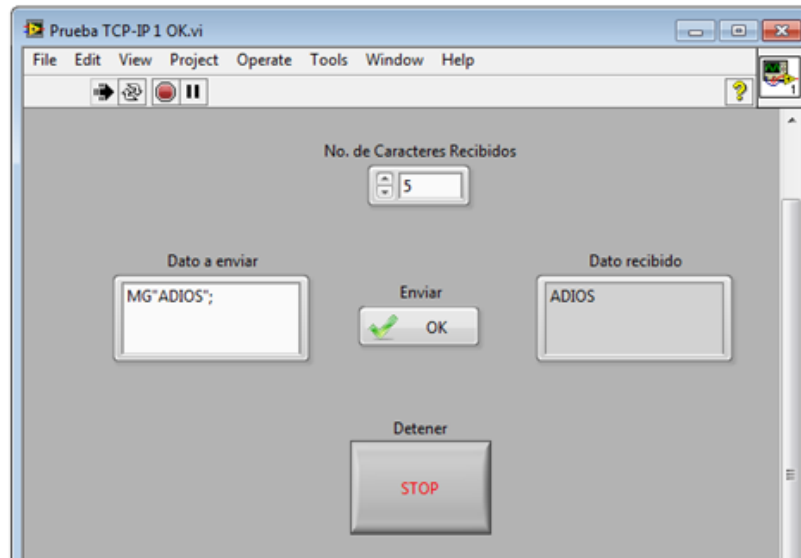 Prueba TCP-IP 1 OK.vi
File Edit View Project Operate Tools Window Help
1
No. de Caracteres Recibidos
5
Dato a enviar
Dato recibido
MG"ADIOS";
Enviar
OK
ADIOS
Detener
STOP